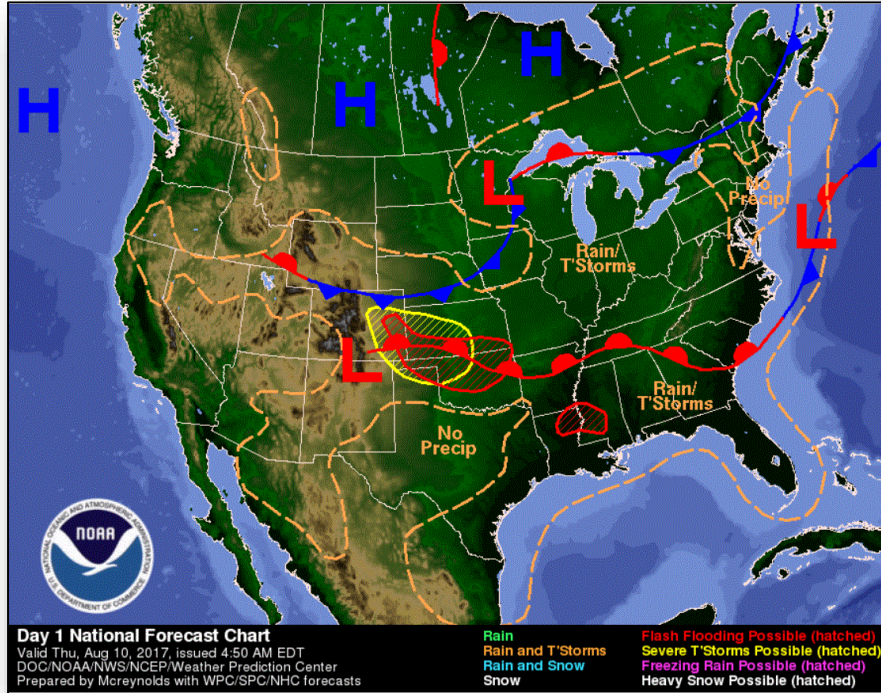 H
H
H
L
No
Precip
L
Rain/
T'Storms
L
Rain/
T'Storms
No
Precip
NATIONAL OCEANIC AND ATMOSPHERIC ADMINISTRATION
NOAA
U.S. DEPARTMENT OF COMMERCE
Day 1 National Forecast Chart
Valid Thu, Aug 10, 2017, issued 4:50 AM EDT
DOC/NOAA/NWS/NCEP/Weather Prediction Center
Prepared by Mcreynolds with WPC/SPC/NHC forecasts
Rain
Rain and T'Storms
Rain and Snow
Snow
Flash Flooding Possible (hatched)
Severe T'Storms Possible (hatched)
Freezing Rain Possible (hatched)
Heavy Snow Possible (hatched)